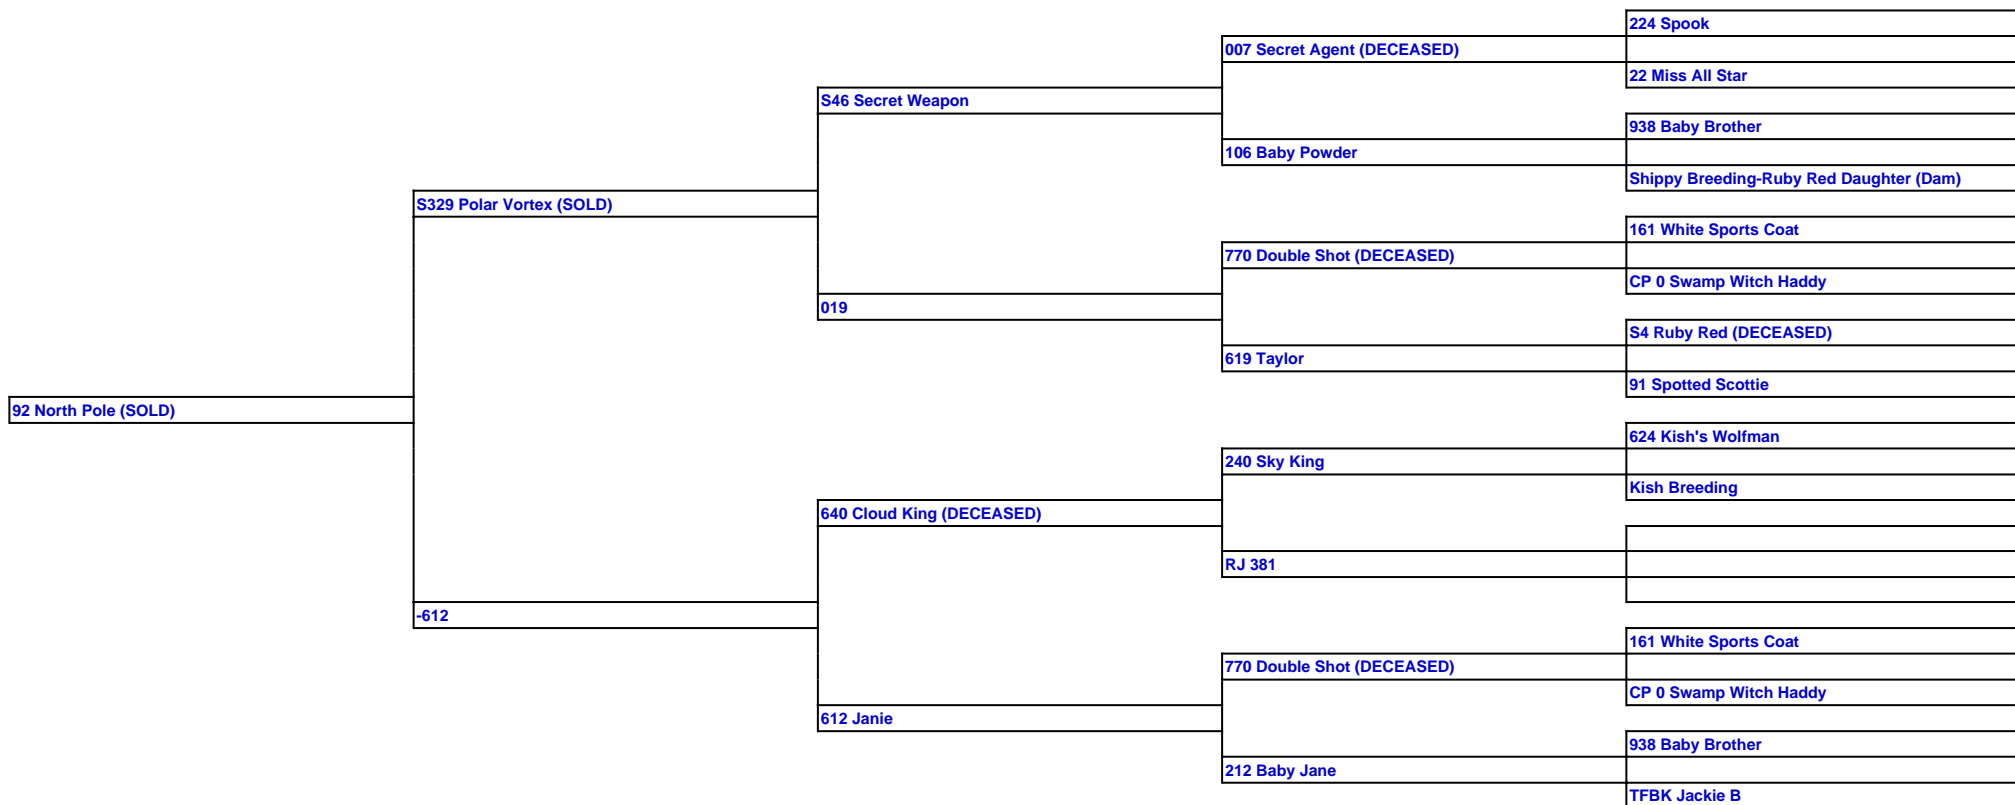 224 Spook
007 Secret Agent (DECEASED)
22 Miss All Star
S46 Secret Weapon
938 Baby Brother
106 Baby Powder
Shippy Breeding-Ruby Red Daughter (Dam)
S329 Polar Vortex (SOLD)
161 White Sports Coat
770 Double Shot (DECEASED)
CP 0 Swamp Witch Haddy
019
S4 Ruby Red (DECEASED)
619 Taylor
91 Spotted Scottie
92 North Pole (SOLD)
624 Kish's Wolfman
240 Sky King
Kish Breeding
640 Cloud King (DECEASED)
RJ 381
-612
161 White Sports Coat
770 Double Shot (DECEASED)
CP 0 Swamp Witch Haddy
612 Janie
938 Baby Brother
212 Baby Jane
TFBK Jackie B